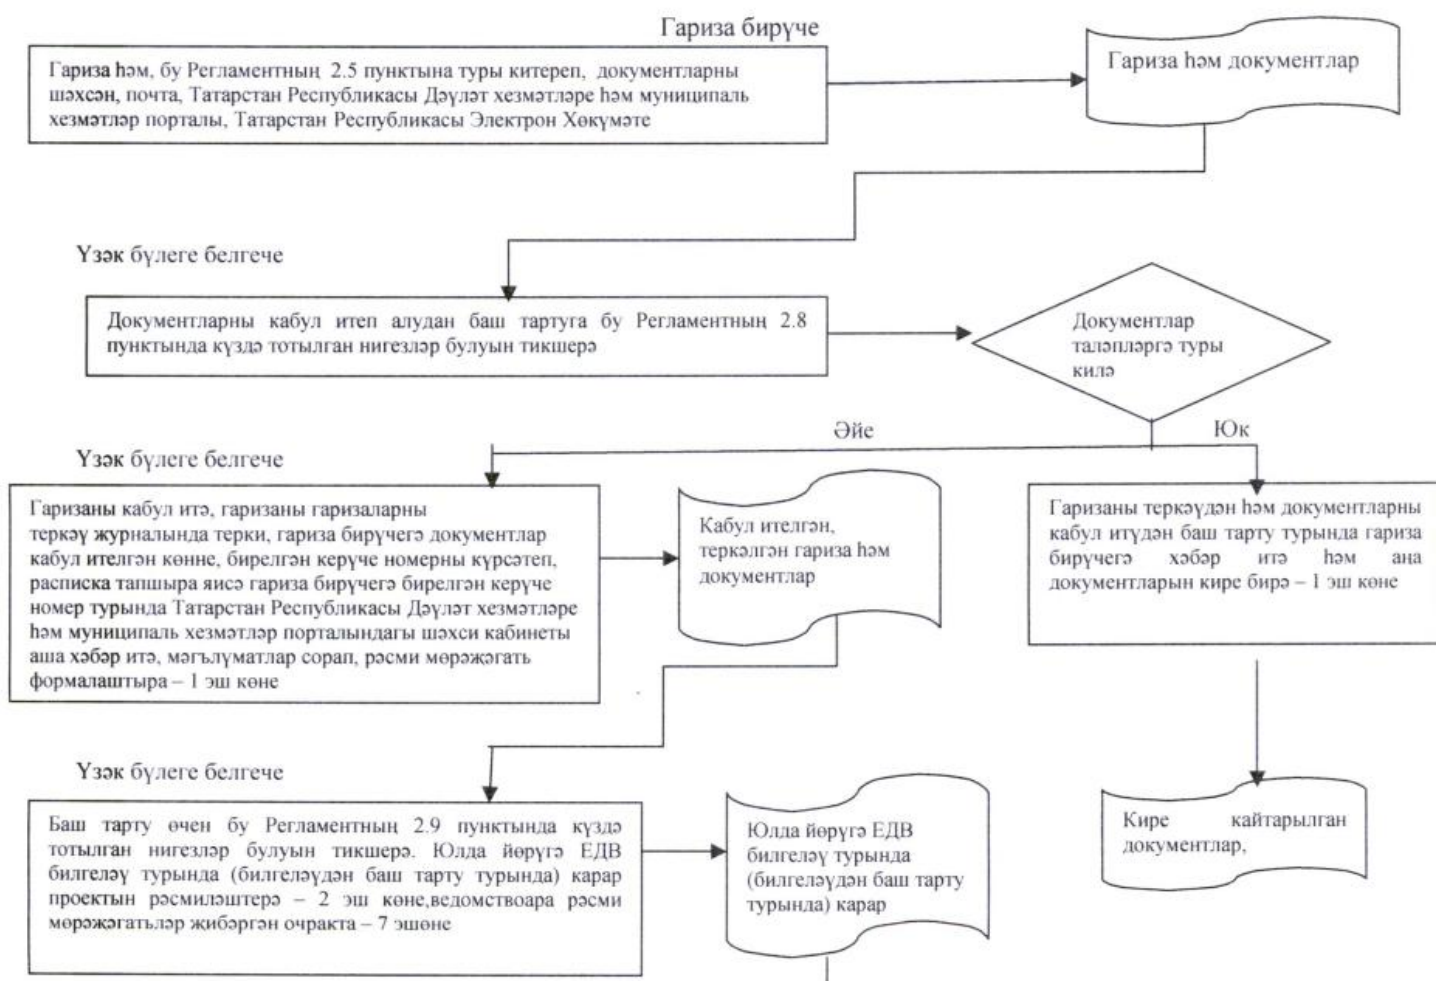 Гариза бирүче
Гариза һәм, бу Регламентның 2.5 пунктына туры китереп, документларны
шәхсән, почта, Татарстан Республикасы Дәүләт хезмәтләре һәм муниципаль
хезмәтләр порталы, Татарстан Республикасы Электрон Хөкүмәте
Гариза һәм документлар
Үзәк бүлеге белгече
Документларны кабул итеп алудан баш тартуга бу Регламентның 2.8
пунктында күздә тотылган нигезләр булуын тикшерә
Документлар
таләпләргә туры
килә
Әйе
Юк
Үзәк бүлеге белгече
Гаризаны кабул итә, гаризаны гаризаларны
теркәү журналында терки, гариза бирүчегә документлар
кабул ителгән көнне, бирелгән керүче номерны күрсәтеп,
расписка тапшыра яисә гариза бирүчегә бирелгән керүче
номер турында Татарстан Республикасы Дәүләт хезмәтләре
һәм муниципаль хезмәтләр порталындагы шәхси кабинеты
аша хәбәр итә, мәгълүматлар сорап, рәсми мөрәҗәгать
формалаштыра – 1 эш көне
Кабул ителгән,
теркәлгән гариза һәм
документлар
Гаризаны теркәүдән һәм документларны
кабул итүдән баш тарту турында гариза
бирүчегә хәбәр итә һәм аңа
документларын кире бирә – 1 эш көне
Үзәк бүлеге белгече
Баш тарту өчен бу Регламентның 2.9 пунктында күздә
тотылган нигезләр булуын тикшерә. Юлда йөрүгә ЕДВ
билгеләү турында (билгеләүдән баш тарту турында) карар
проектын рәсмиләштерә – 2 эш көне,ведомствоара рәсми
мөрәҗәгатьләр җибәргән очракта – 7 эшөне
Юлда йөрүгә ЕДВ
билгеләү турында
(билгеләүдән баш тарту
турында) карар
Кире кайтарылган
документлар,